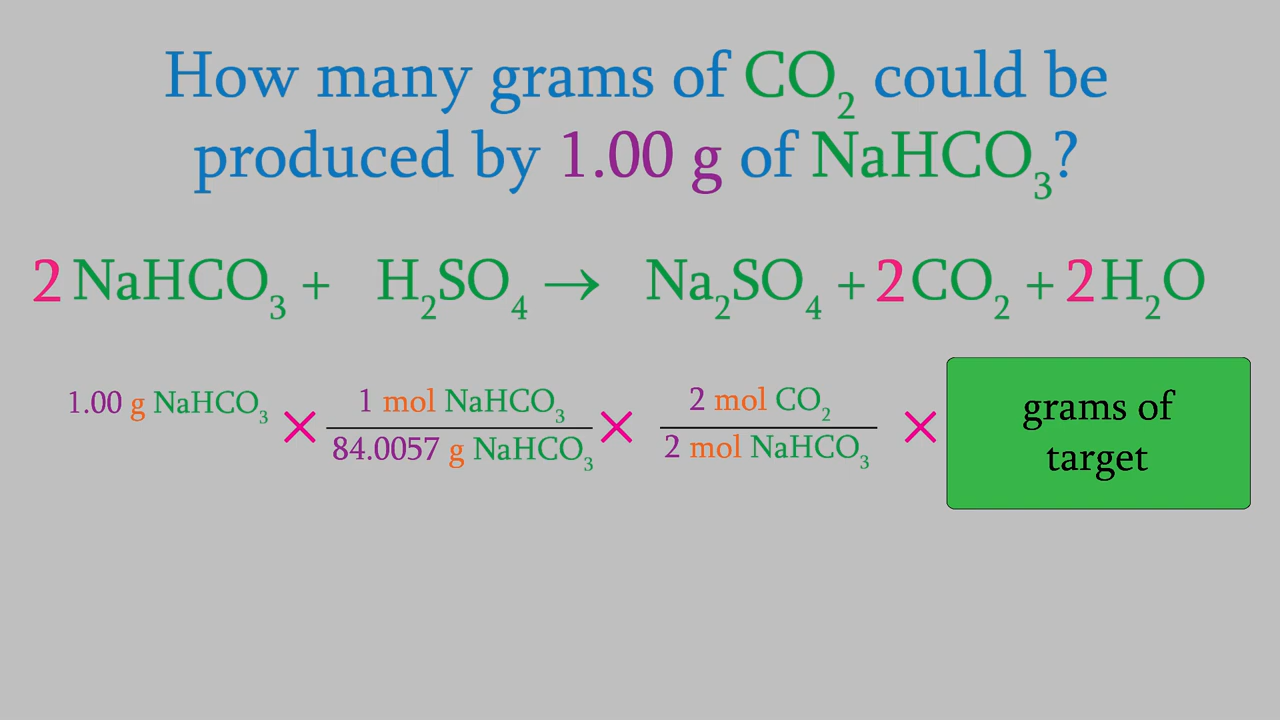 How many grams of CO₂ could be
produced by 1.00 g of NaHCO₃?
2 NaHCO₃ + H₂SO₄ → Na₂SO₄ + 2 CO₂ + 2 H₂O
1.00 g NaHCO₃ × 1 mol NaHCO₃ × 2 mol CO₂ × grams of
84.0057 g NaHCO₃ 2 mol NaHCO₃ target